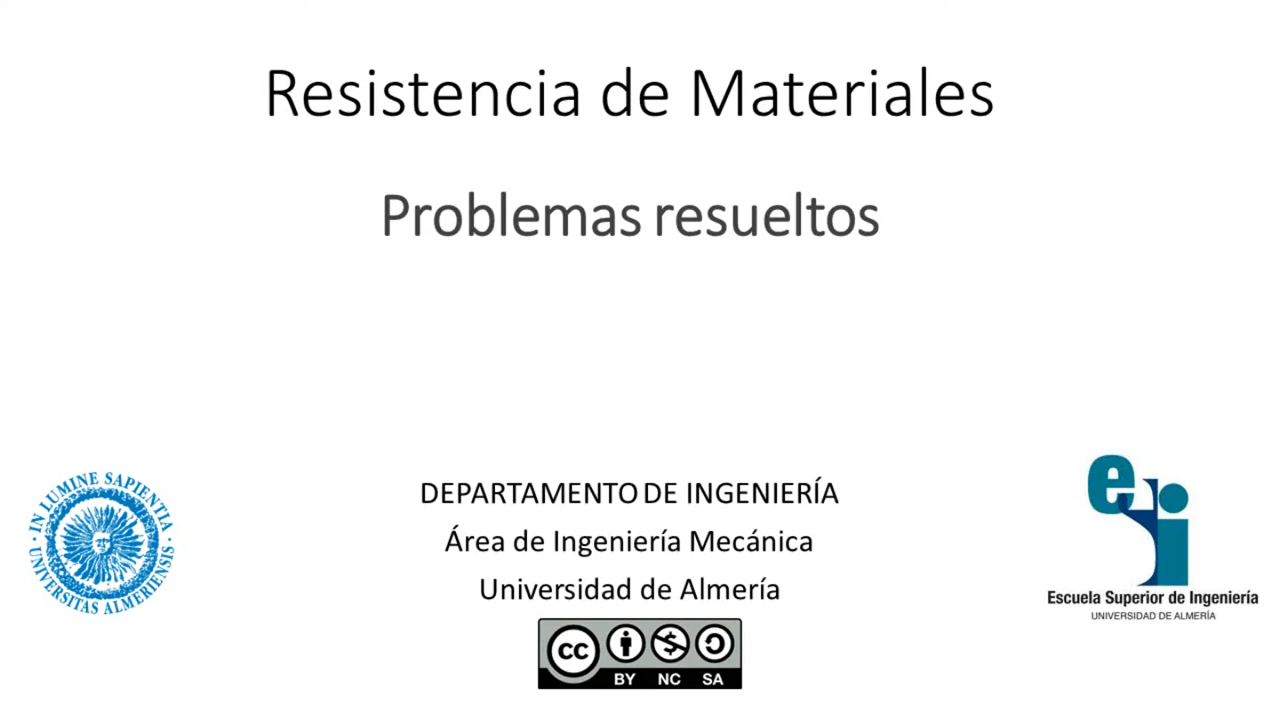 Resistencia de Materiales
Problemas resueltos
DEPARTAMENTO DE INGENIERÍA
Área de Ingeniería Mecánica
Universidad de Almería
IN LUMINE SAPIENTIA
UNIVERSITAS ALMERIENSIS
esi
Escuela Superior de Ingeniería
UNIVERSIDAD DE ALMERÍA
cc
BY NC SA